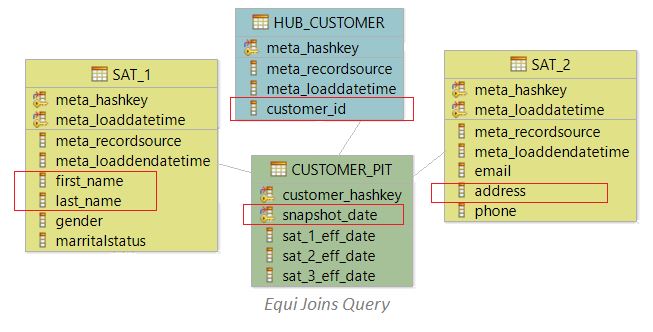 HUB_CUSTOMER
meta_hashkey
meta_recordsource
meta_loaddatetime
customer_id
SAT_1
meta_hashkey
meta_loaddatetime
meta_recordsource
meta_loaddendatetime
first_name
last_name
gender
marritalstatus
CUSTOMER_PIT
customer_hashkey
snapshot_date
sat_1_eff_date
sat_2_eff_date
sat_3_eff_date
SAT_2
meta_hashkey
meta_loaddatetime
meta_recordsource
meta_loaddendatetime
email
address
phone
Equi Joins Query